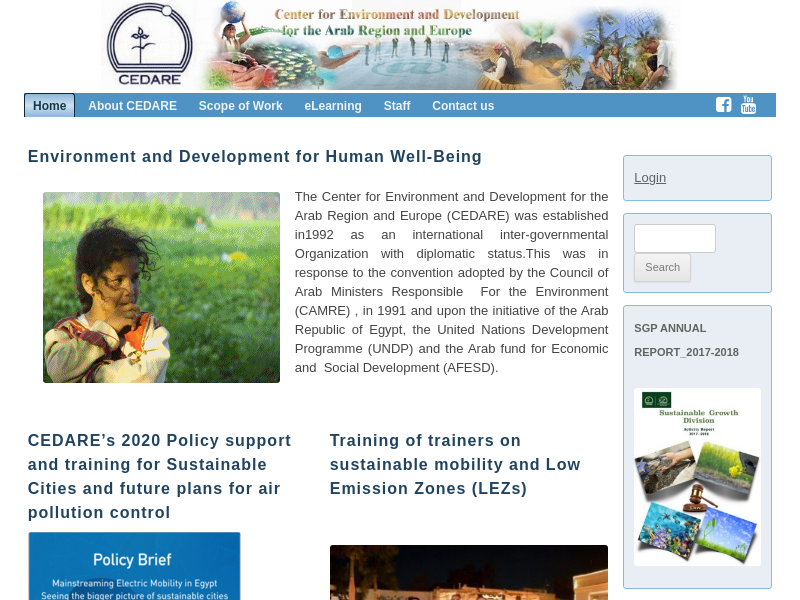 CEDARE
Center for Environment and Development
for the Arab Region and Europe
Home About CEDARE Scope of Work eLearning Staff Contact us
You
Tube
Environment and Development for Human Well-Being
The Center for Environment and Development for the
Arab Region and Europe (CEDARE) was established
in1992 as an international inter-governmental
Organization with diplomatic status.This was in
response to the convention adopted by the Council of
Arab Ministers Responsible For the Environment
(CAMRE) , in 1991 and upon the initiative of the Arab
Republic of Egypt, the United Nations Development
Programme (UNDP) and the Arab fund for Economic
and Social Development (AFESD).
CEDARE’s 2020 Policy support
and training for Sustainable
Cities and future plans for air
pollution control
Policy Brief
Mainstreaming Electric Mobility in Egypt
Seeing the bigger picture of sustainable cities
Training of trainers on
sustainable mobility and Low
Emission Zones (LEZs)
Login
Search
SGP ANNUAL
REPORT_2017-2018
Sustainable Growth
Division
Activity Report
2017 - 2018